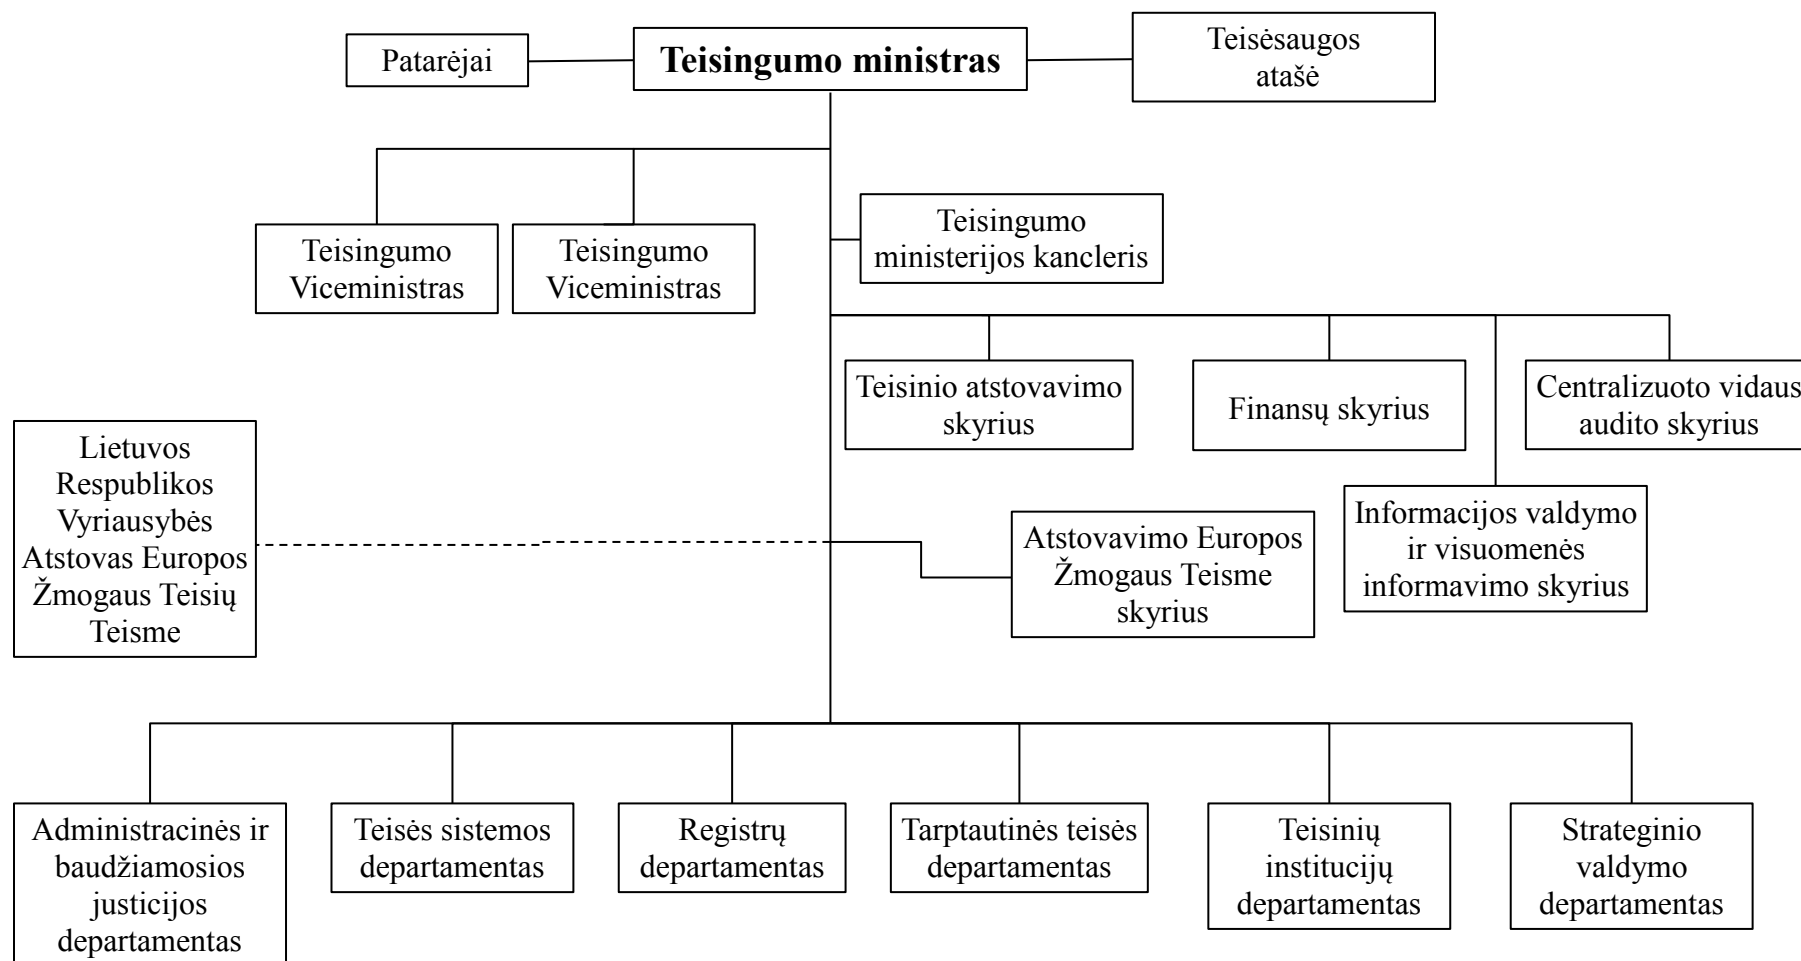 Patarėjai
Teisingumo ministras
Teisėsaugos
atašė
Teisingumo
Viceministras
Teisingumo
Viceministras
Teisingumo
ministerijos kancleris
Teisinio atstovavimo
skyrius
Finansų skyrius
Centralizuoto vidaus
audito skyrius
Lietuvos
Respublikos
Vyriausybės
Atstovas Europos
Žmogaus Teisių
Teisme
Atstovavimo Europos
Žmogaus Teisme
skyrius
Informacijos valdymo
ir visuomenės
informavimo skyrius
Administracinės ir
baudžiamosios
justicijos
departamentas
Teisės sistemos
departamentas
Registrų
departamentas
Tarptautinės teisės
departamentas
Teisinių
institucijų
departamentas
Strateginio
valdymo
departamentas